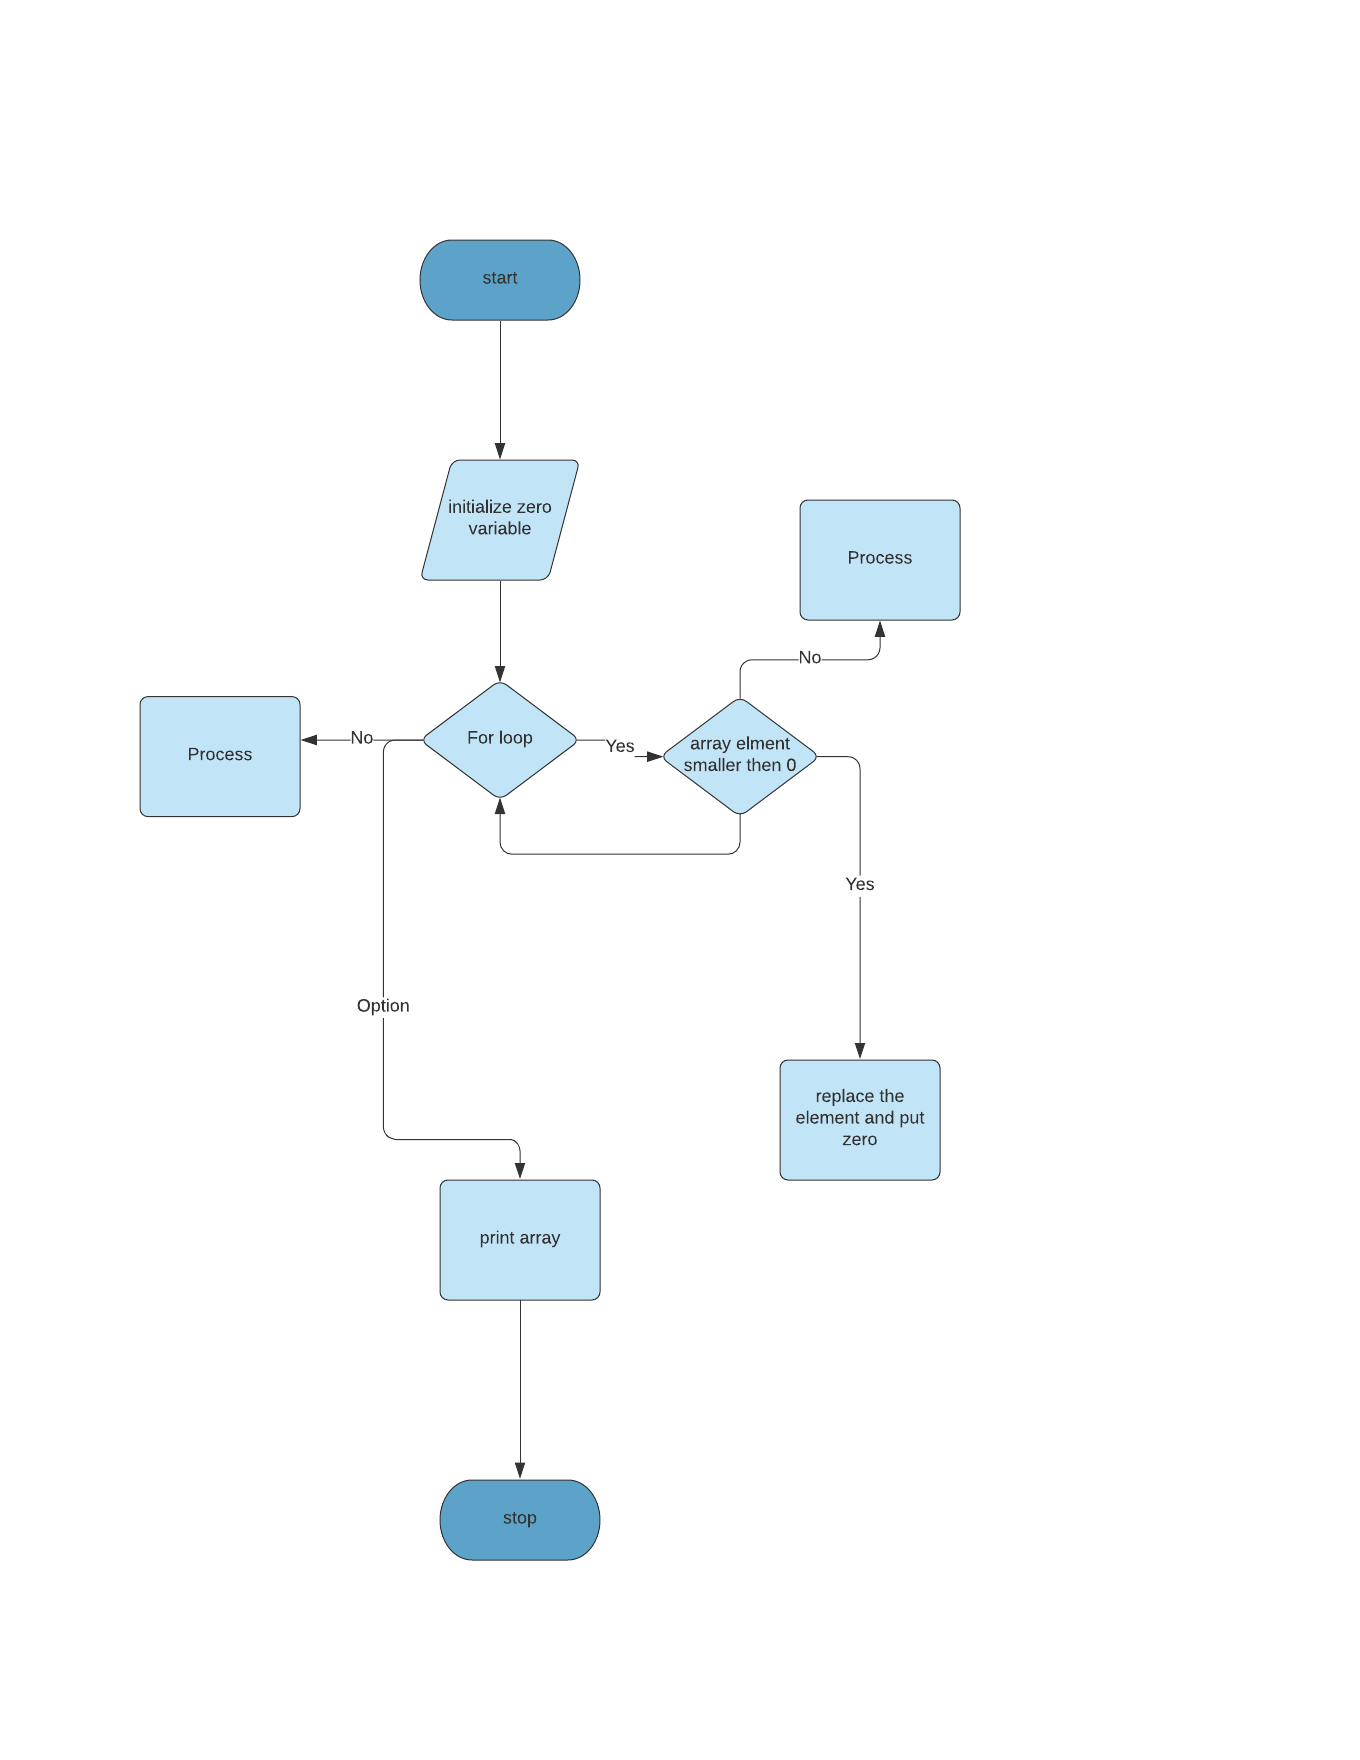 start
initialize zero
variable
Process
No
Process
No
For loop
Yes
array elment
smaller then 0
Yes
Option
replace the
element and put
zero
print array
stop